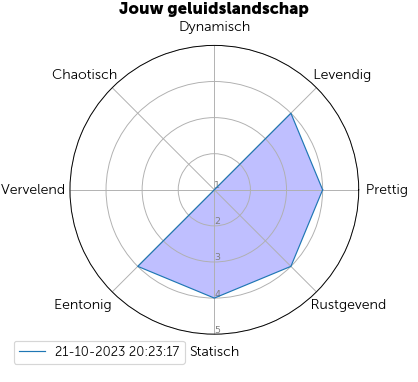 Jouw geluidslandschap
Dynamisch
Chaotisch
Levendig
Vervelend
1
Prettig
2
3
4
Eentonig
Rustgevend
5
21-10-2023 20:23:17
Statisch